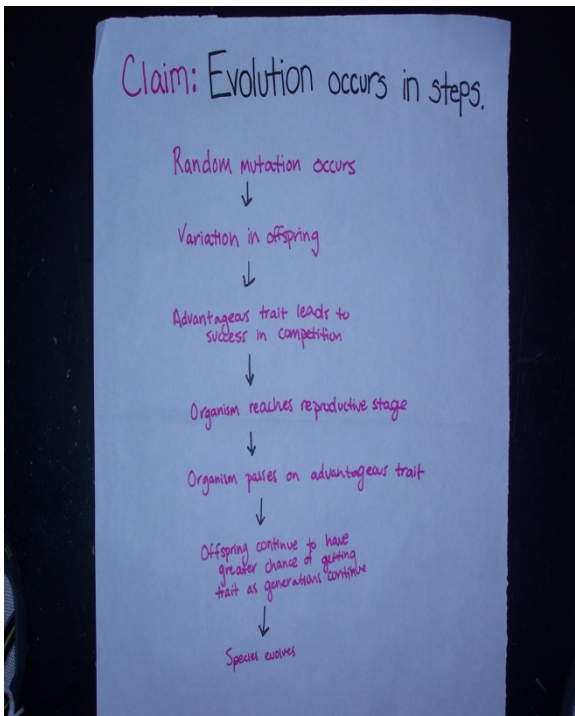 Claim: Evolution occurs in steps.
Random mutation occurs
Variation in offspring
Advantageous trait leads to
success in competition
Organism reaches reproductive stage
Organism passes on advantageous trait
Offspring continue to have
greater chance of getting
trait as generations continue
Species evolves